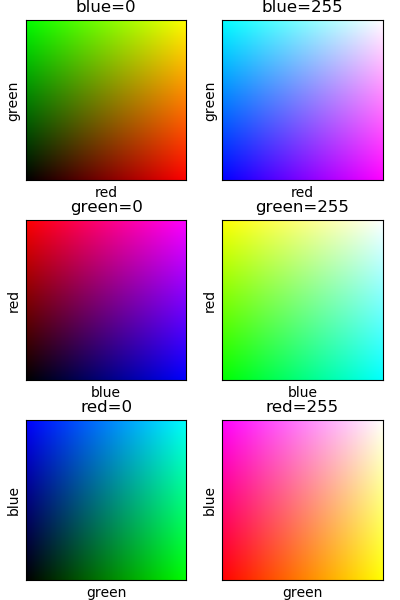 blue=0
blue=255
green
green
red
red
green=0
green=255
red
red
blue
blue
red=0
red=255
blue
blue
green
green